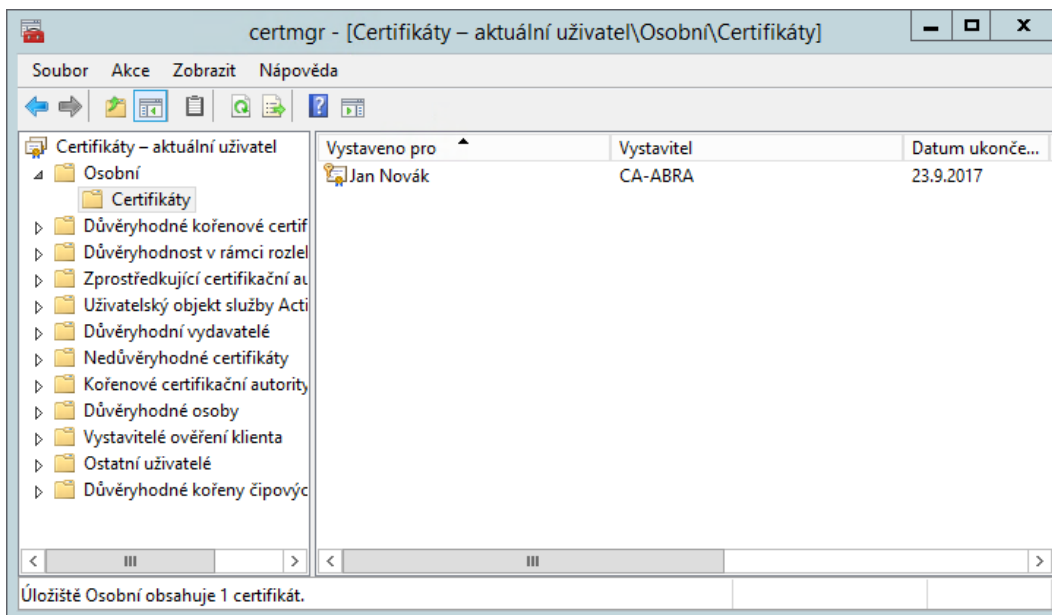 certmgr - [Certifikáty – aktuální uživatel\Osobní\Certifikáty]
Soubor Akce Zobrazit Nápověda
Certifikáty – aktuální uživatel
Osobní
Certifikáty
Důvěryhodné kořenové certif
Důvěryhodnost v rámci rozlel
Zprostředkující certifikační au
Uživatelský objekt služby Acti
Důvěryhodní vydavatelé
Nedůvěryhodné certifikáty
Kořenové certifikační autority
Důvěryhodné osoby
Vystavitelé ověření klienta
Ostatní uživatelé
Důvěryhodné kořeny čipovýc
Vystaveno pro Vystavitel Datum ukonče...
Jan Novák CA-ABRA 23.9.2017
Úložiště Osobní obsahuje 1 certifikát.